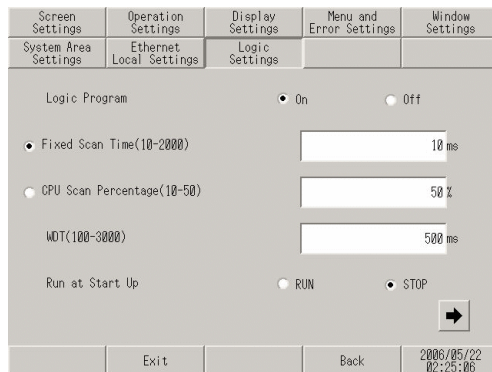 Screen Settings
Operation Settings
Display Settings
Menu and Error Settings
Window Settings
System Area Settings
Ethernet Local Settings
Logic Settings
Logic Program
On
Off
Fixed Scan Time(10-2000)
10 ms
CPU Scan Percentage(10-50)
50 %
WDT(100-3000)
500 ms
Run at Start Up
RUN
STOP
Exit
Back
2006/05/22
02:25:06